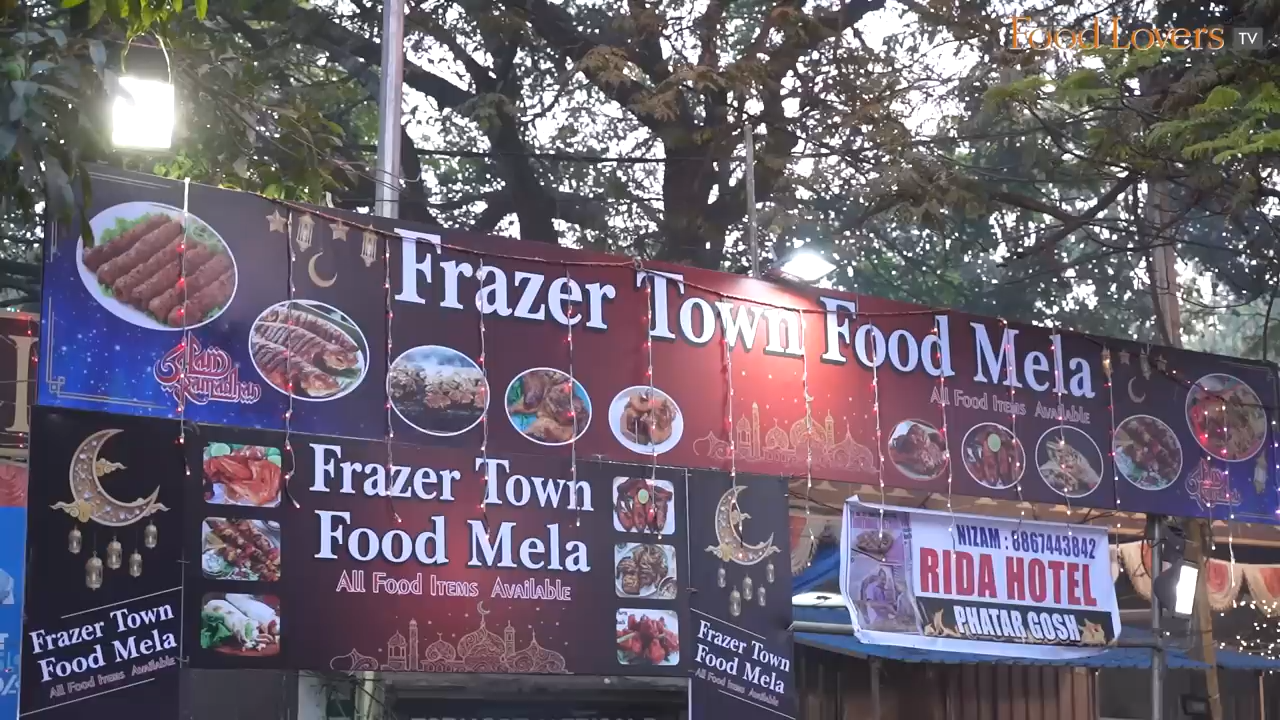 Food Lovers TV
Frazer Town Food Mela
All Food Items Available
Ramadhan
Frazer Town
Food Mela
All Food Items Available
Frazer Town
Food Mela
All Food Items Available
Frazer Town
Food Mela
All Food Items Available
NIZAM : 8867443842
RIDA HOTEL
PHATAR GOSH